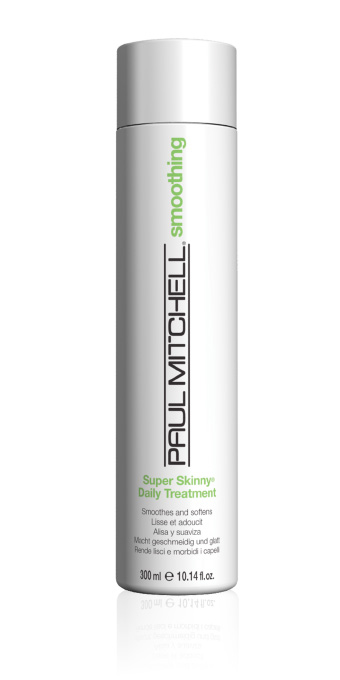 PAUL MITCHELL® smoothing
Super Skinny®
Daily Treatment
Smoothes and softens
Lisse et adoucit
Alisa y suaviza
Macht geschmeidig und glatt
Rende lisci e morbidi i capelli
300 ml ℮ 10.14 fl.oz.